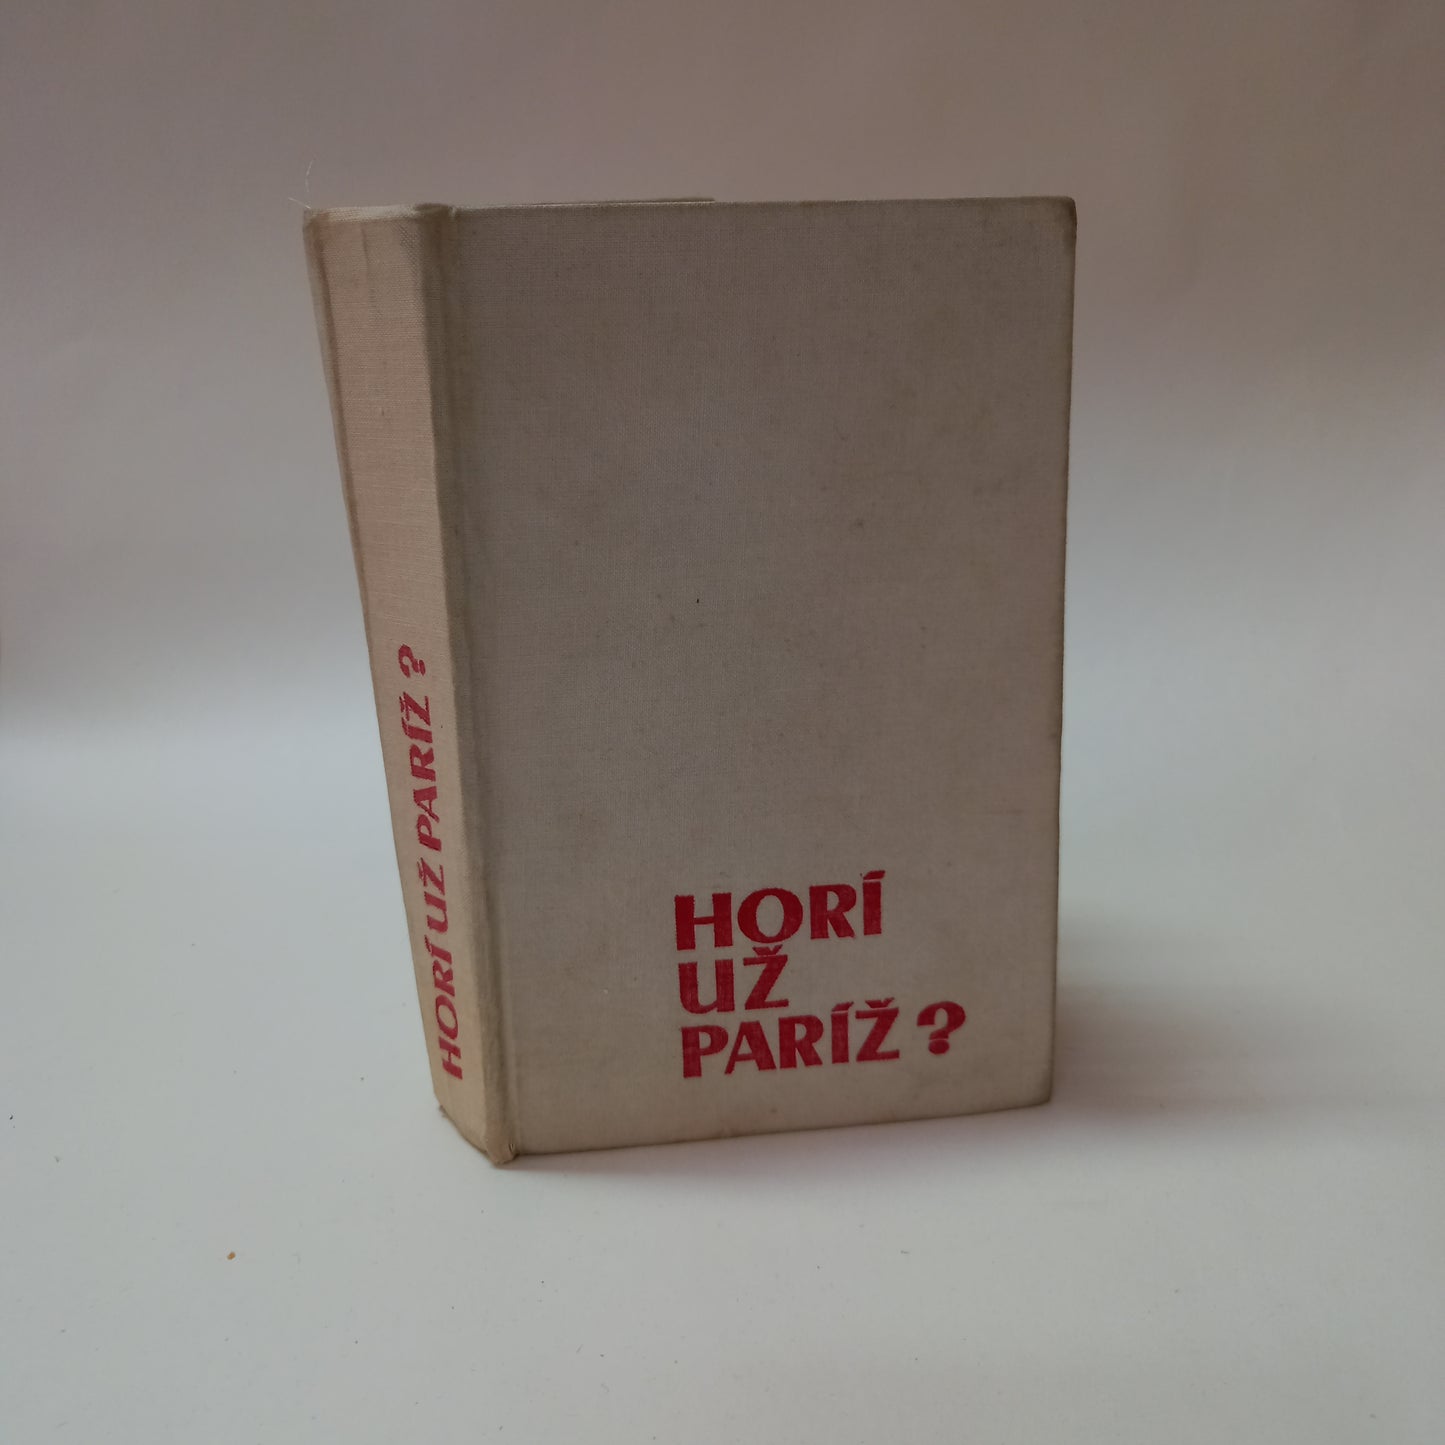 HORÍ UŽ PARÍŽ ?
HORÍ
UŽ
PARÍŽ ?